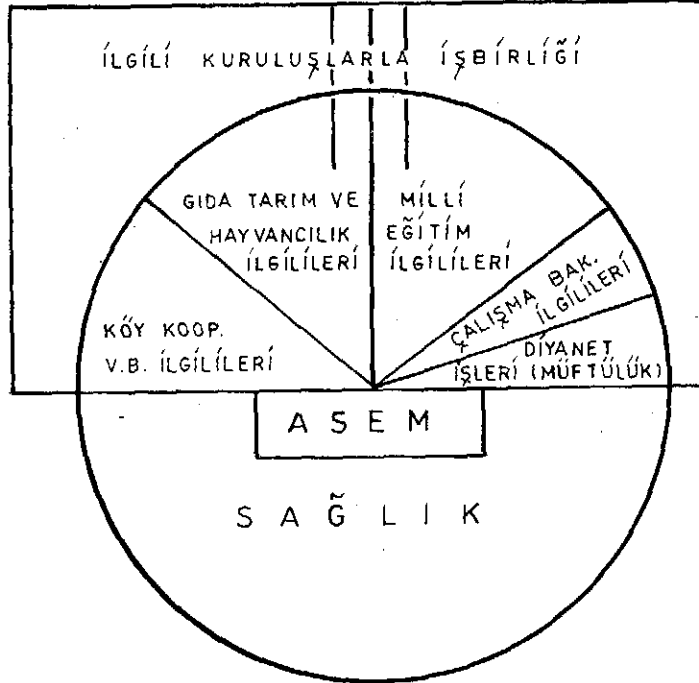 İLGİLİ KURULUŞLARLA İŞBİRLİĞİ
GIDA TARIM VE
HAYVANCILIK
İLGİLİLERİ
MİLLİ
EĞİTİM
İLGİLİLERİ
ÇALIŞMA BAK.
İLGİLİLERİ
KÖY KOOP.
V.B. İLGİLİLERİ
DİYANET
İŞLERİ (MÜFTÜLÜK)
ASEM
SAĞLIK